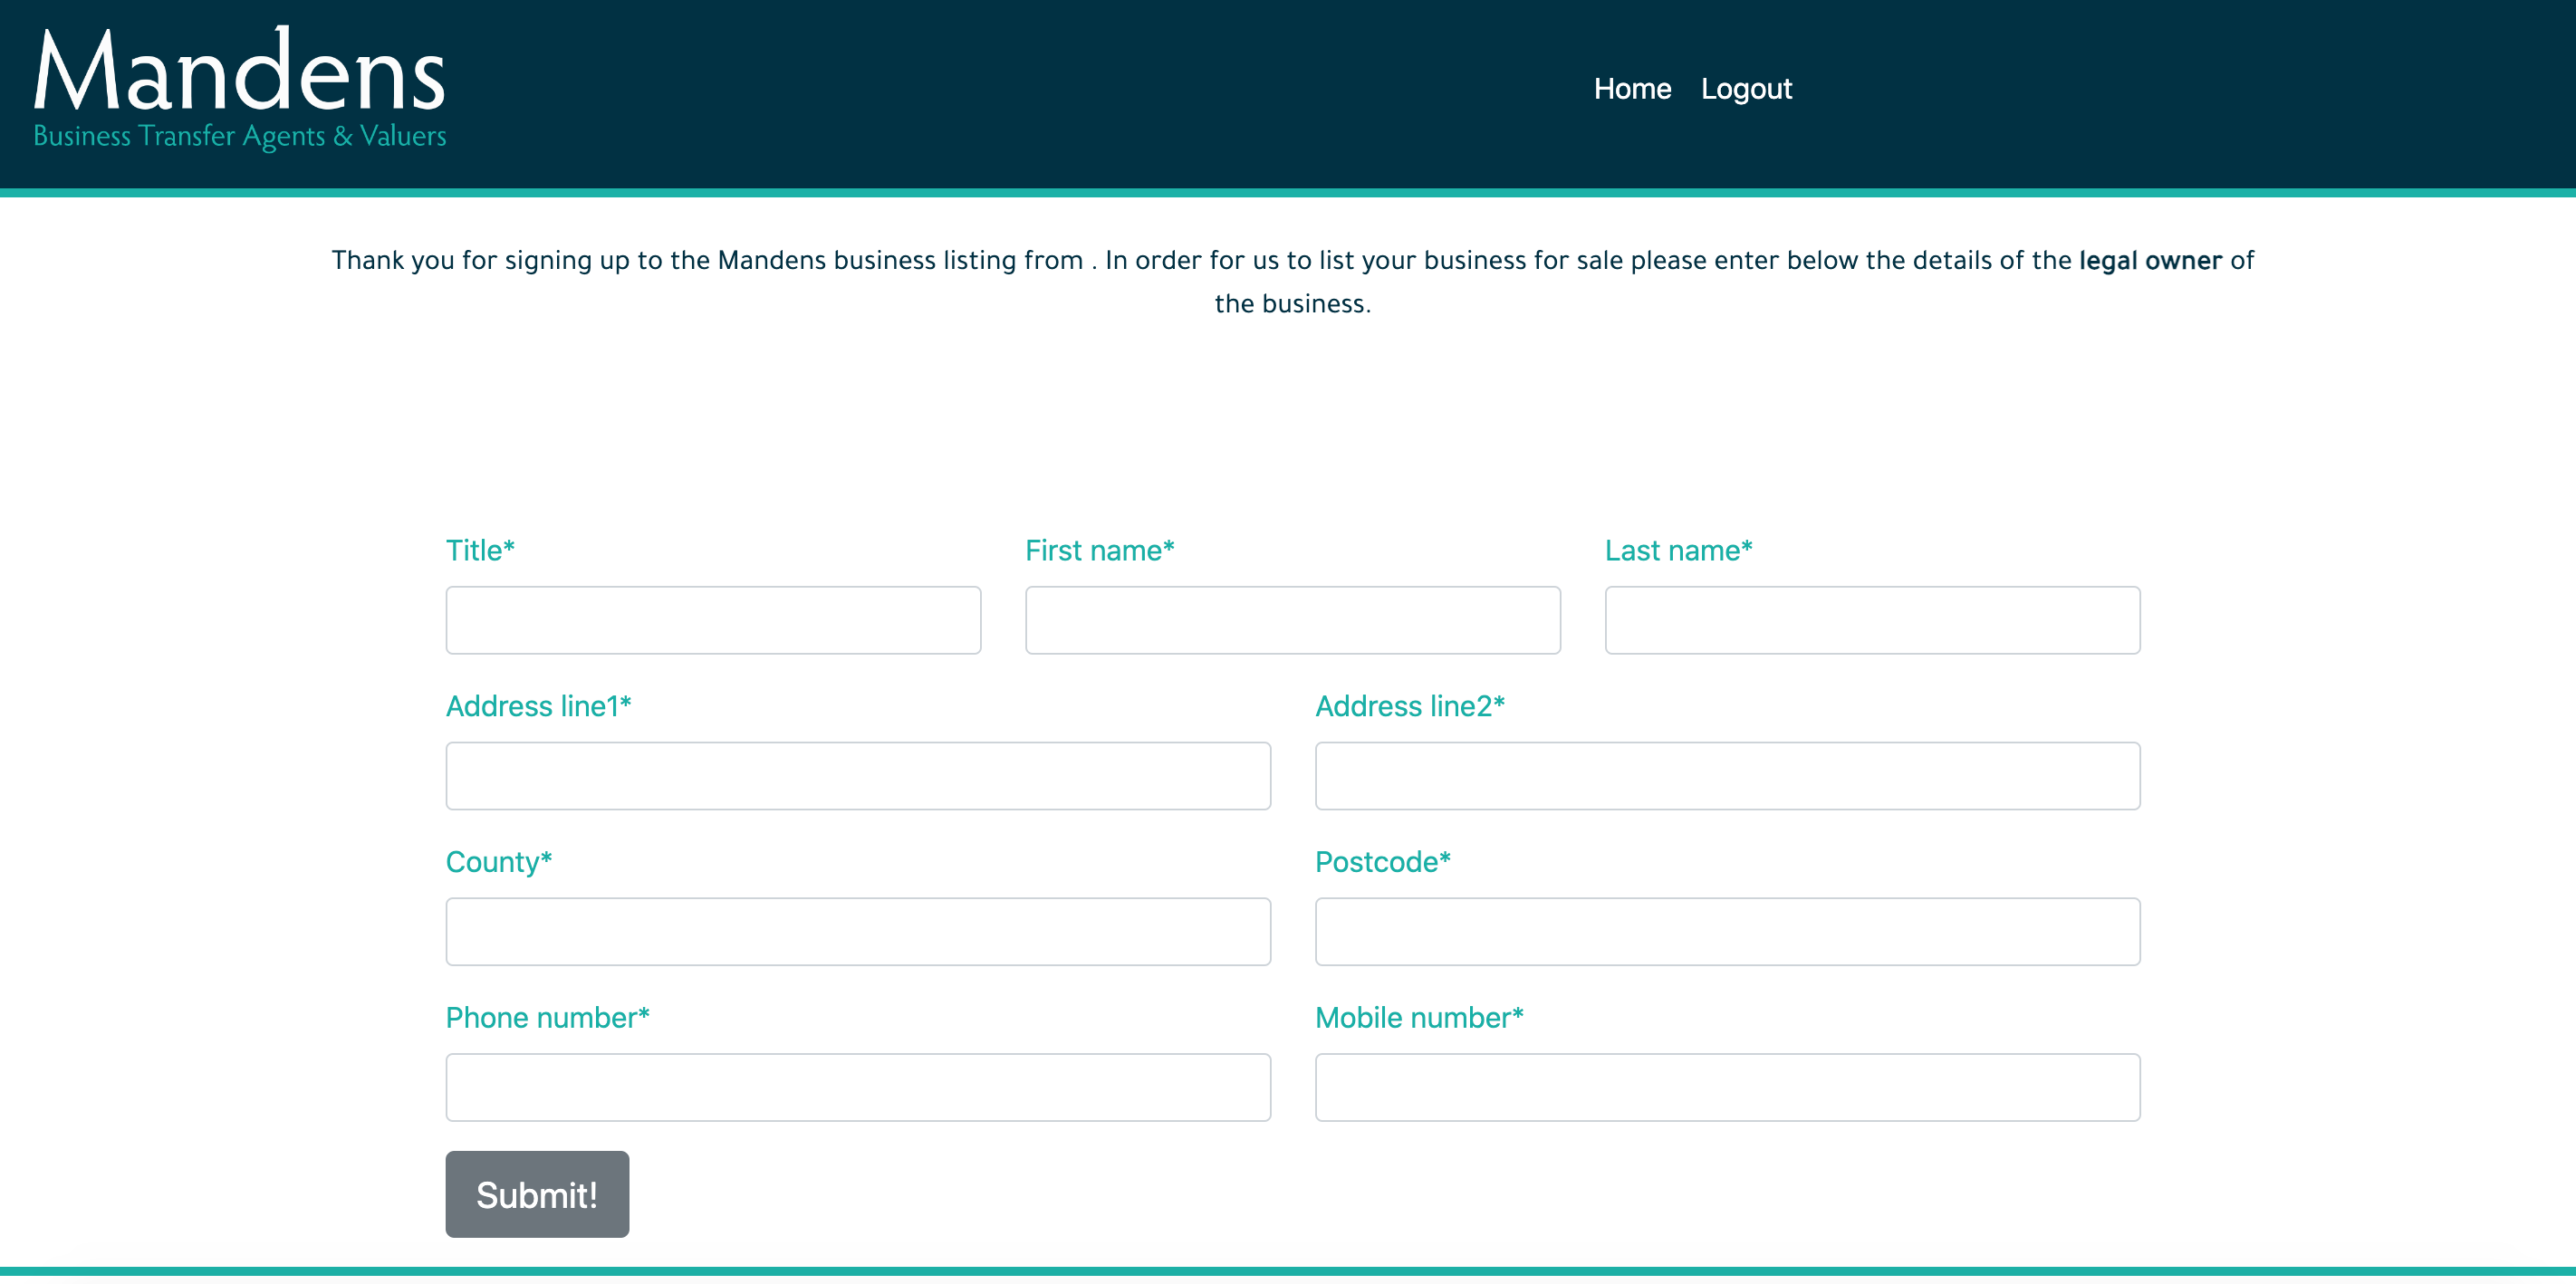 Mandens
Business Transfer Agents & Valuers
Home Logout
Thank you for signing up to the Mandens business listing from . In order for us to list your business for sale please enter below the details of the legal owner of
the business.
Title* First name* Last name*
Address line1* Address line2*
County* Postcode*
Phone number* Mobile number*
Submit!